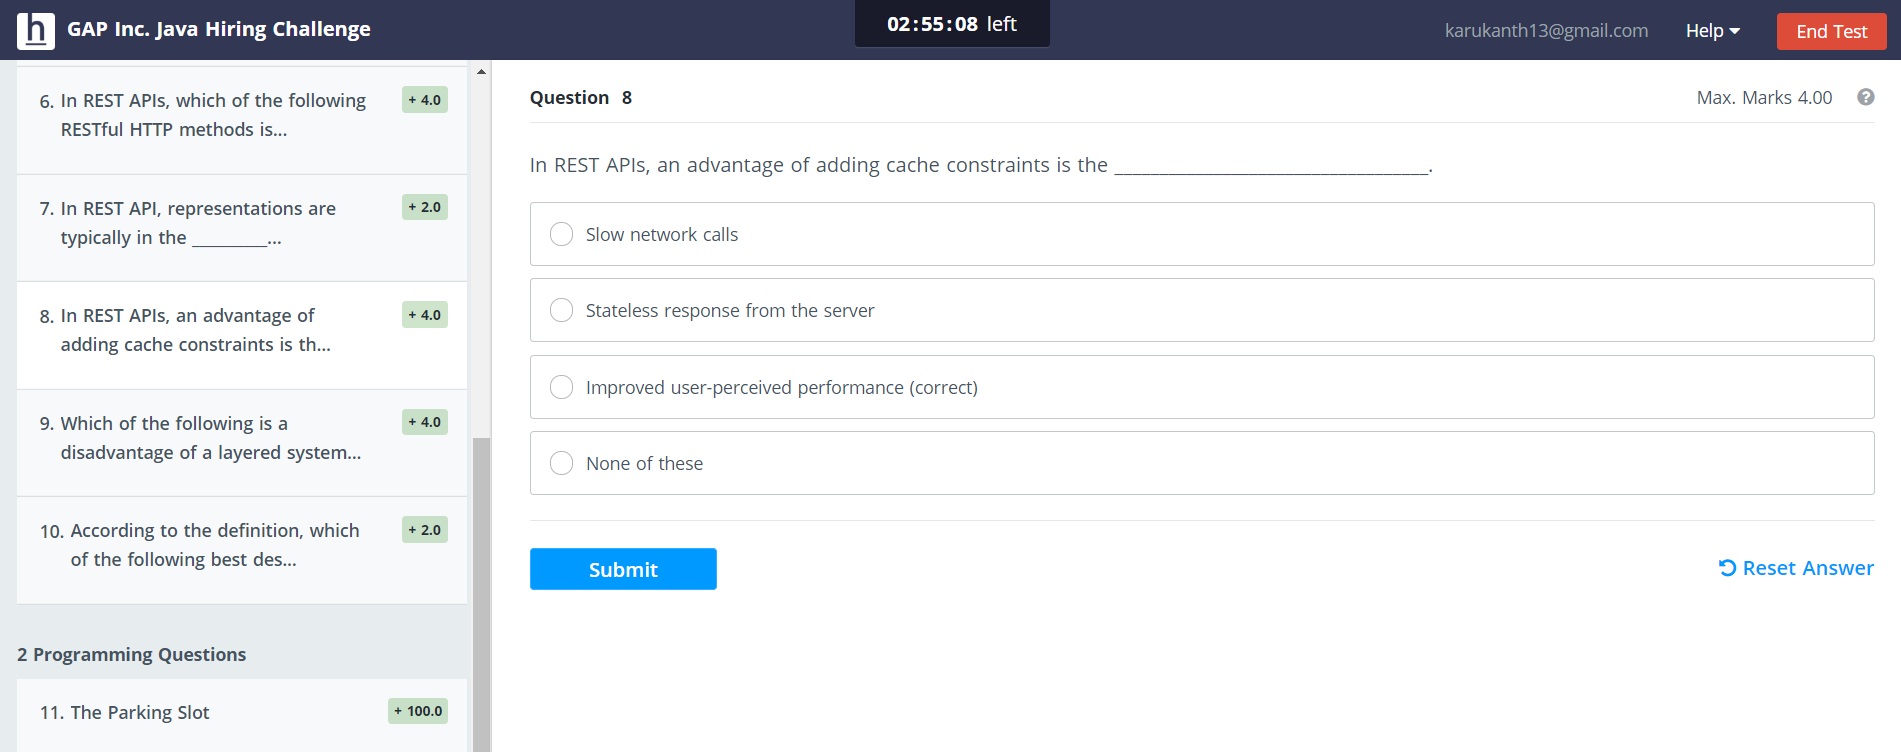 h GAP Inc. Java Hiring Challenge
02:55:08 left
karukanth13@gmail.com
Help
End Test
6. In REST APIs, which of the following
RESTful HTTP methods is...
+ 4.0
7. In REST API, representations are
typically in the _________...
+ 2.0
8. In REST APIs, an advantage of
adding cache constraints is th...
+ 4.0
9. Which of the following is a
disadvantage of a layered system...
+ 4.0
10. According to the definition, which
of the following best des...
+ 2.0
2 Programming Questions
11. The Parking Slot
+ 100.0
Question 8
Max. Marks 4.00
?
In REST APIs, an advantage of adding cache constraints is the ___________________________________.
Slow network calls
Stateless response from the server
Improved user-perceived performance (correct)
None of these
Submit
Reset Answer